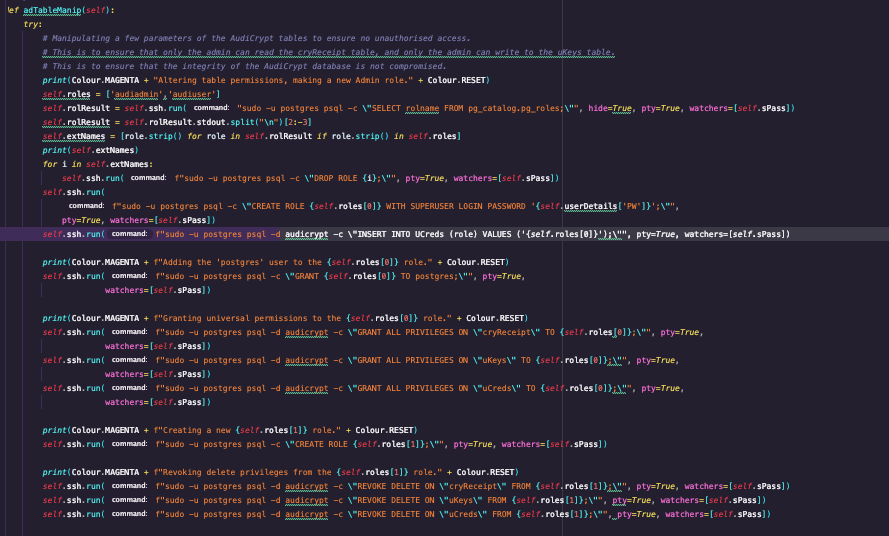 def adTableManip(self):
try:
# Manipulating a few parameters of the AudiCrypt tables to ensure no unauthorised access.
# This is to ensure that only the admin can read the cryReceipt table, and only the admin can write to the uKeys table.
# This is to ensure that the integrity of the AudiCrypt database is not compromised.
print(Colour.MAGENTA + "Altering table permissions, making a new Admin role." + Colour.RESET)
self.roles = ['audiadmin','audiuser']
self.rolResult = self.ssh.run( command: "sudo -u postgres psql -c \"SELECT rolname FROM pg_catalog.pg_roles;\"", hide=True, pty=True, watchers=[self.sPass])
self.rolResult = self.rolResult.stdout.split("\n")[2:-3]
self.extNames = [role.strip() for role in self.rolResult if role.strip() in self.roles]
print(self.extNames)
for i in self.extNames:
self.ssh.run( command: f"sudo -u postgres psql -c \"DROP ROLE {i};\"", pty=True, watchers=[self.sPass])
self.ssh.run(
command: f"sudo -u postgres psql -c \"CREATE ROLE {self.roles[0]} WITH SUPERUSER LOGIN PASSWORD '{self.userDetails['PW']}';\"",
pty=True, watchers=[self.sPass])
self.ssh.run( command: f"sudo -u postgres psql -d audicrypt -c \"INSERT INTO UCreds (role) VALUES ('{self.roles[0]}');\"", pty=True, watchers=[self.sPass])
print(Colour.MAGENTA + f"Adding the 'postgres' user to the {self.roles[0]} role." + Colour.RESET)
self.ssh.run( command: f"sudo -u postgres psql -c \"GRANT {self.roles[0]} TO postgres;\"", pty=True,
watchers=[self.sPass])
print(Colour.MAGENTA + f"Granting universal permissions to the {self.roles[0]} role." + Colour.RESET)
self.ssh.run( command: f"sudo -u postgres psql -d audicrypt -c \"GRANT ALL PRIVILEGES ON \"cryReceipt\" TO {self.roles[0]};\"", pty=True,
watchers=[self.sPass])
self.ssh.run( command: f"sudo -u postgres psql -d audicrypt -c \"GRANT ALL PRIVILEGES ON \"uKeys\" TO {self.roles[0]};\"", pty=True,
watchers=[self.sPass])
self.ssh.run( command: f"sudo -u postgres psql -d audicrypt -c \"GRANT ALL PRIVILEGES ON \"uCreds\" TO {self.roles[0]};\"", pty=True,
watchers=[self.sPass])
print(Colour.MAGENTA + f"Creating a new {self.roles[1]} role." + Colour.RESET)
self.ssh.run( command: f"sudo -u postgres psql -c \"CREATE ROLE {self.roles[1]};\"", pty=True, watchers=[self.sPass])
print(Colour.MAGENTA + f"Revoking delete privileges from the {self.roles[1]} role." + Colour.RESET)
self.ssh.run( command: f"sudo -u postgres psql -d audicrypt -c \"REVOKE DELETE ON \"cryReceipt\" FROM {self.roles[1]};\"", pty=True, watchers=[self.sPass])
self.ssh.run( command: f"sudo -u postgres psql -d audicrypt -c \"REVOKE DELETE ON \"uKeys\" FROM {self.roles[1]};\"", pty=True, watchers=[self.sPass])
self.ssh.run( command: f"sudo -u postgres psql -d audicrypt -c \"REVOKE DELETE ON \"uCreds\" FROM {self.roles[1]};\"", pty=True, watchers=[self.sPass])